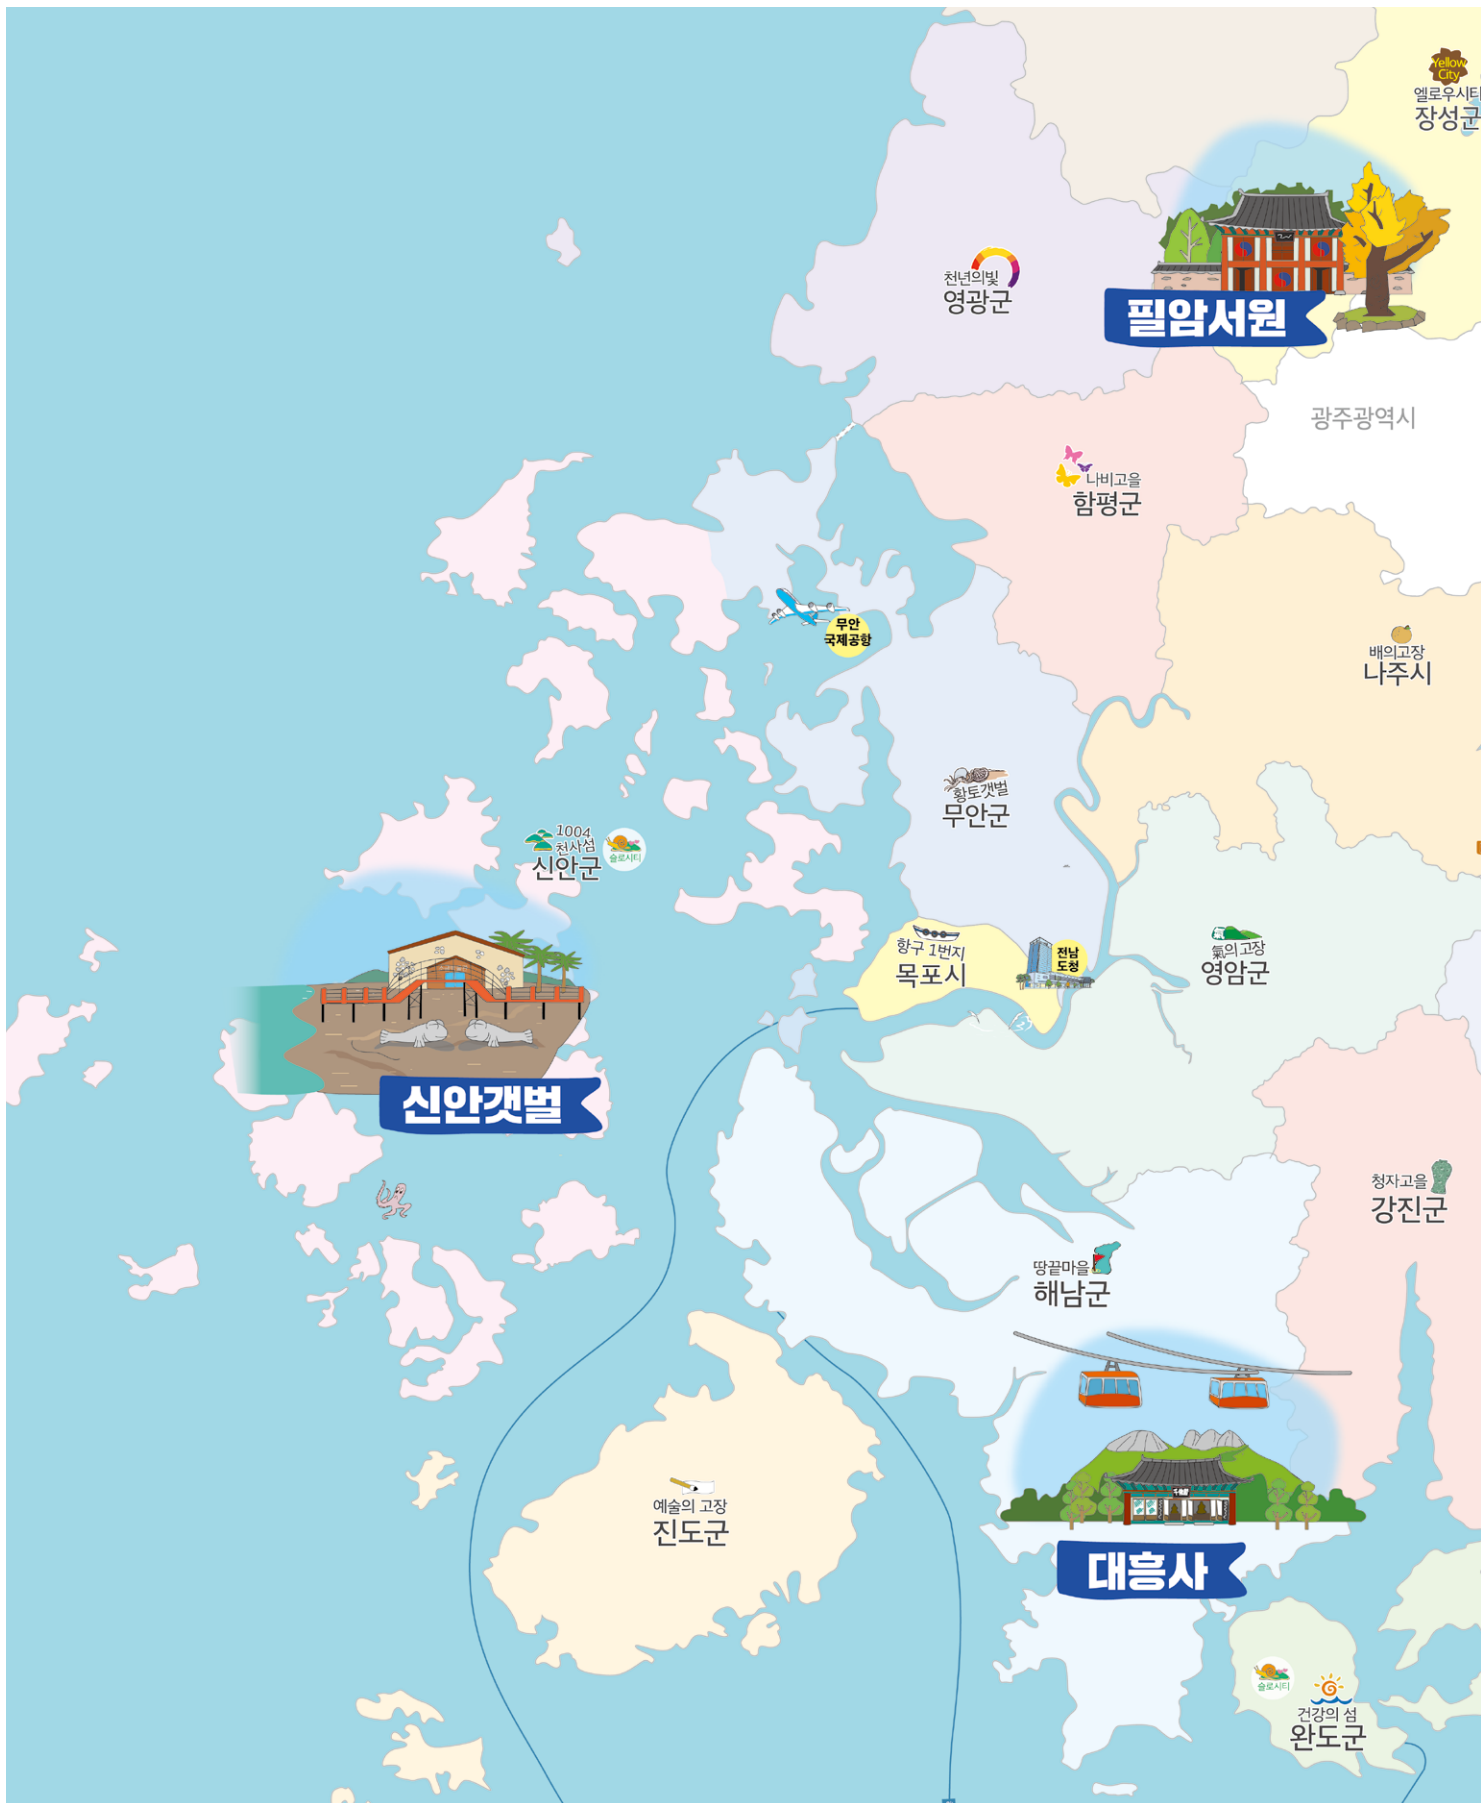 Yellow
City
옐로우시티
장성군
필암서원
천년의빛
영광군
광주광역시
나비고을
함평군
무안
국제공항
배의고장
나주시
황토갯벌
무안군
1004
천사섬
신안군
슬로시티
항구 1번지
목포시
전남
도청
氣의고장
영암군
신안갯벌
청자고을
강진군
땅끝마을
해남군
예술의 고장
진도군
대흥사
슬로시티
건강의 섬
완도군